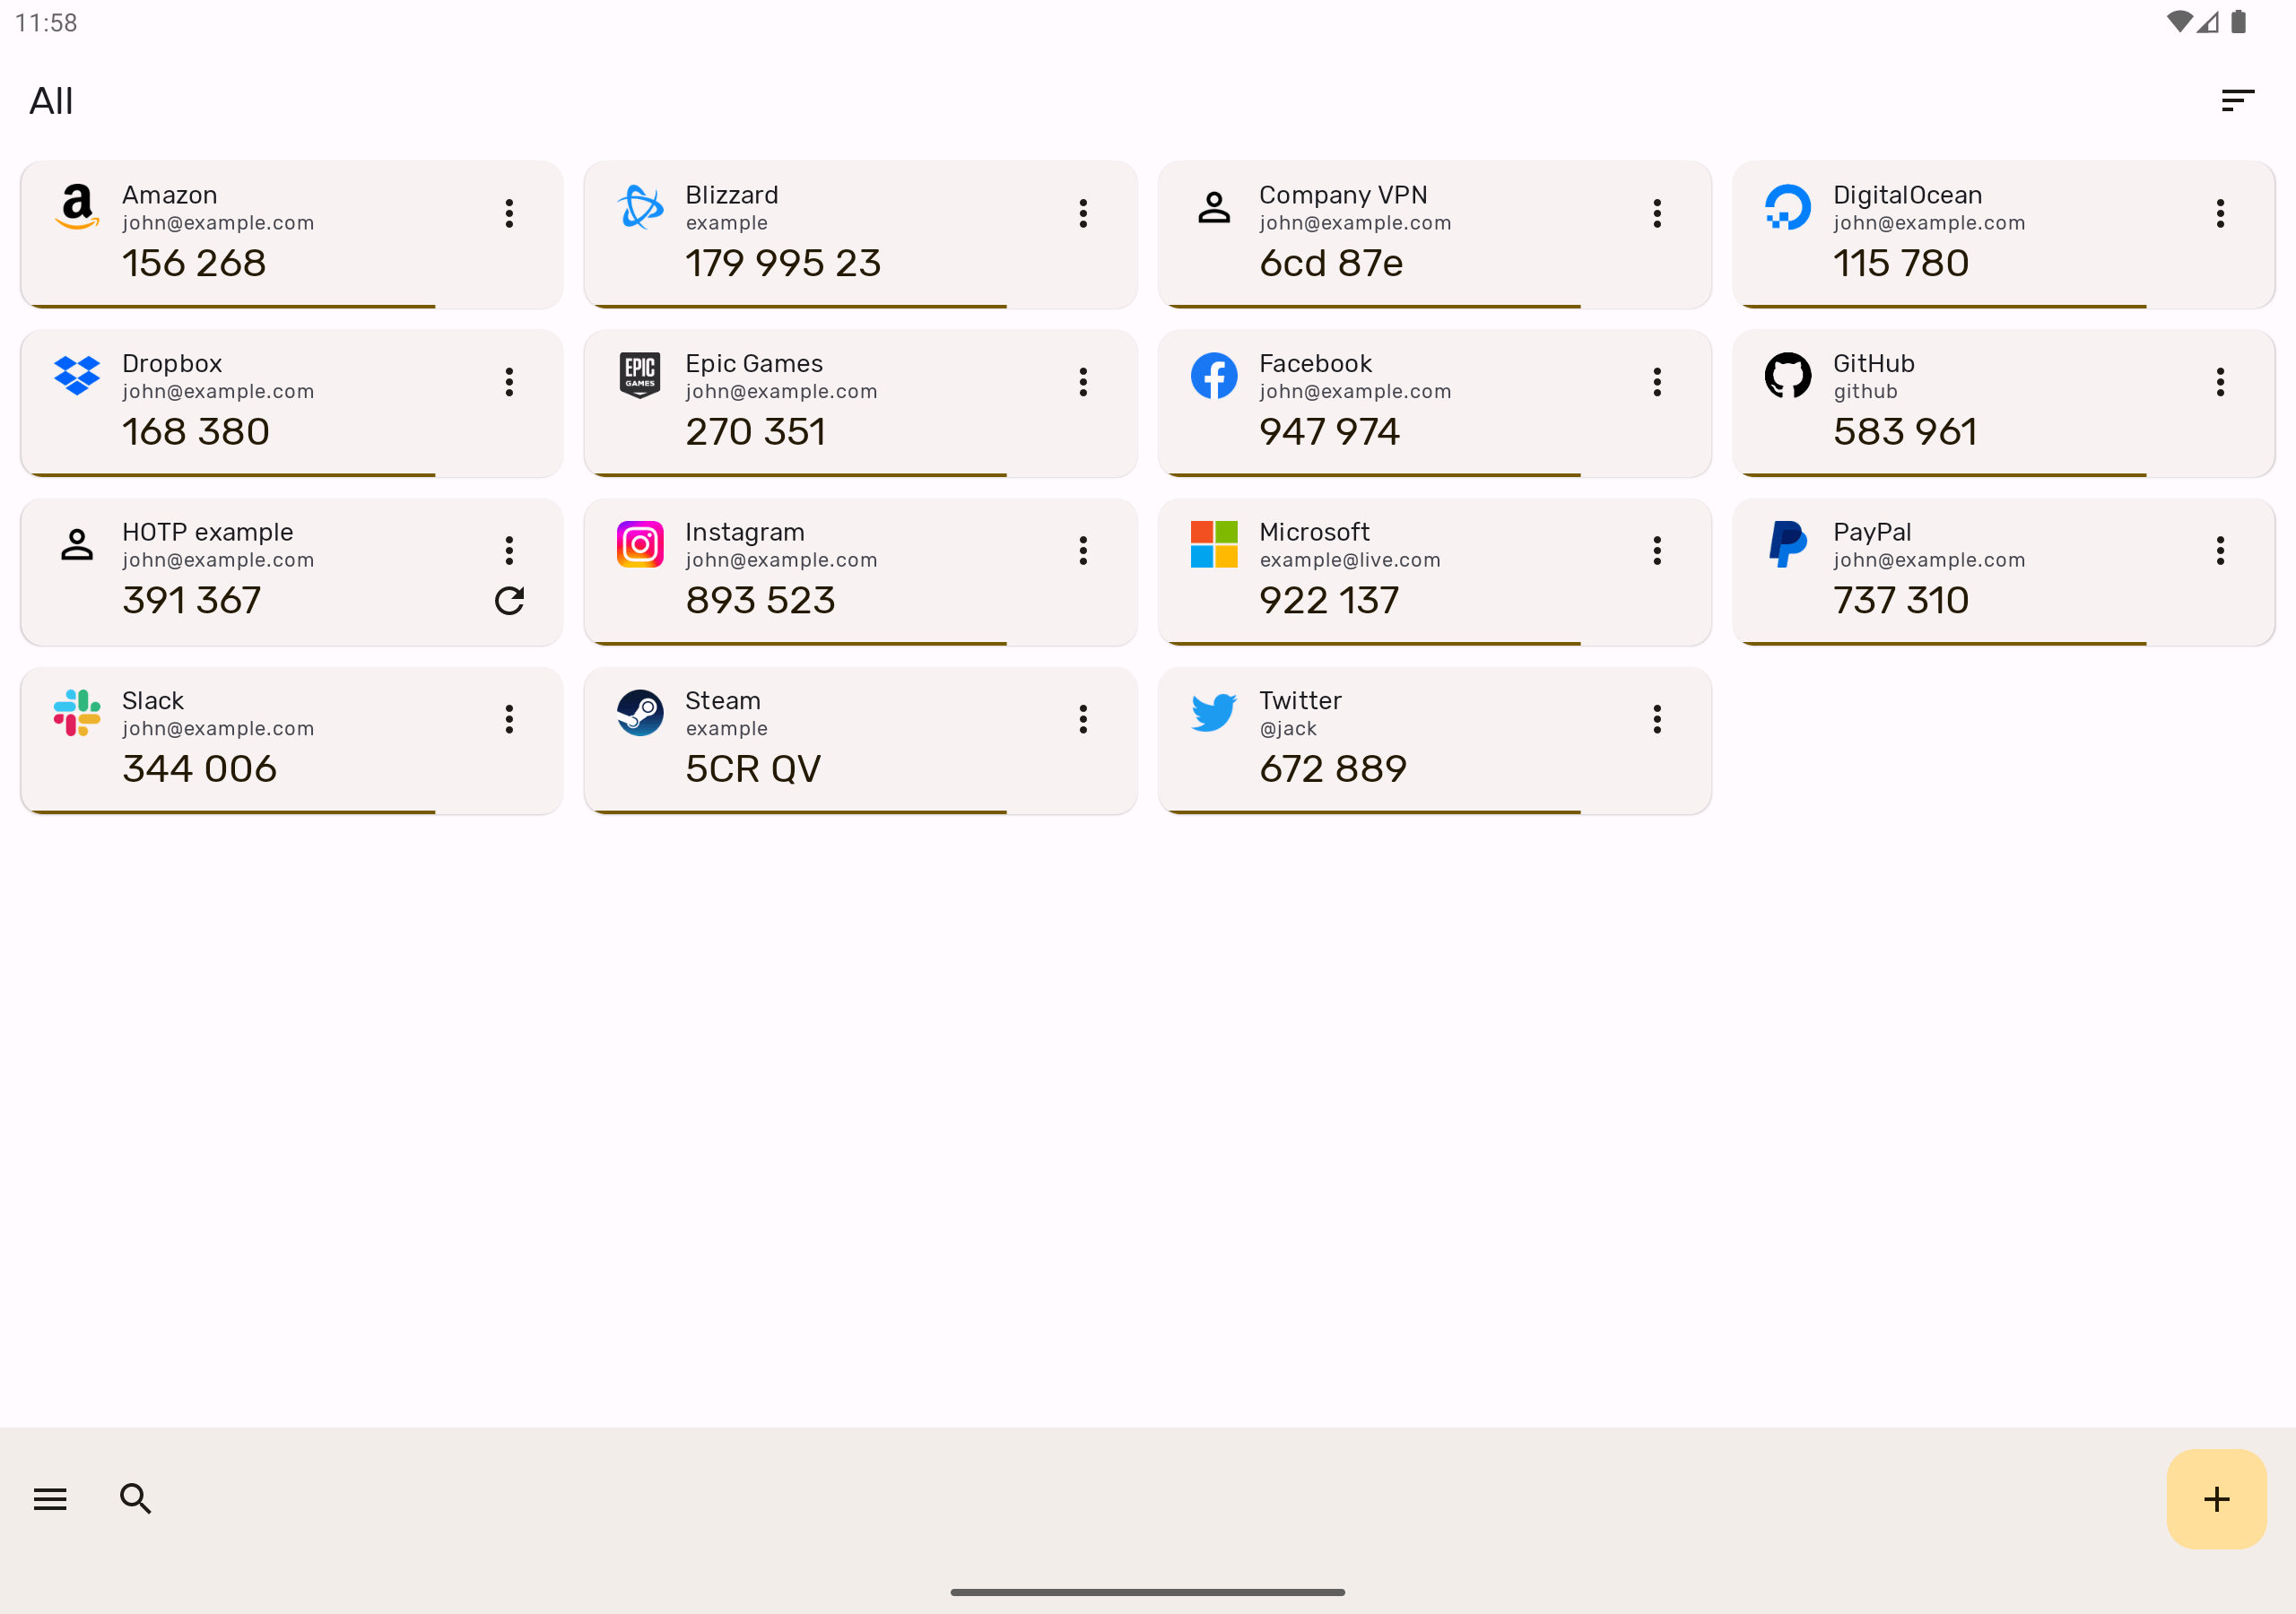 11:58
All
Amazon
john@example.com
156 268
Blizzard
example
179 995 23
Company VPN
john@example.com
6cd 87e
DigitalOcean
john@example.com
115 780
Dropbox
john@example.com
168 380
EPIC
GAMES
Epic Games
john@example.com
270 351
Facebook
john@example.com
947 974
GitHub
github
583 961
HOTP example
john@example.com
391 367
Instagram
john@example.com
893 523
Microsoft
example@live.com
922 137
PayPal
john@example.com
737 310
Slack
john@example.com
344 006
Steam
example
5CR QV
Twitter
@jack
672 889